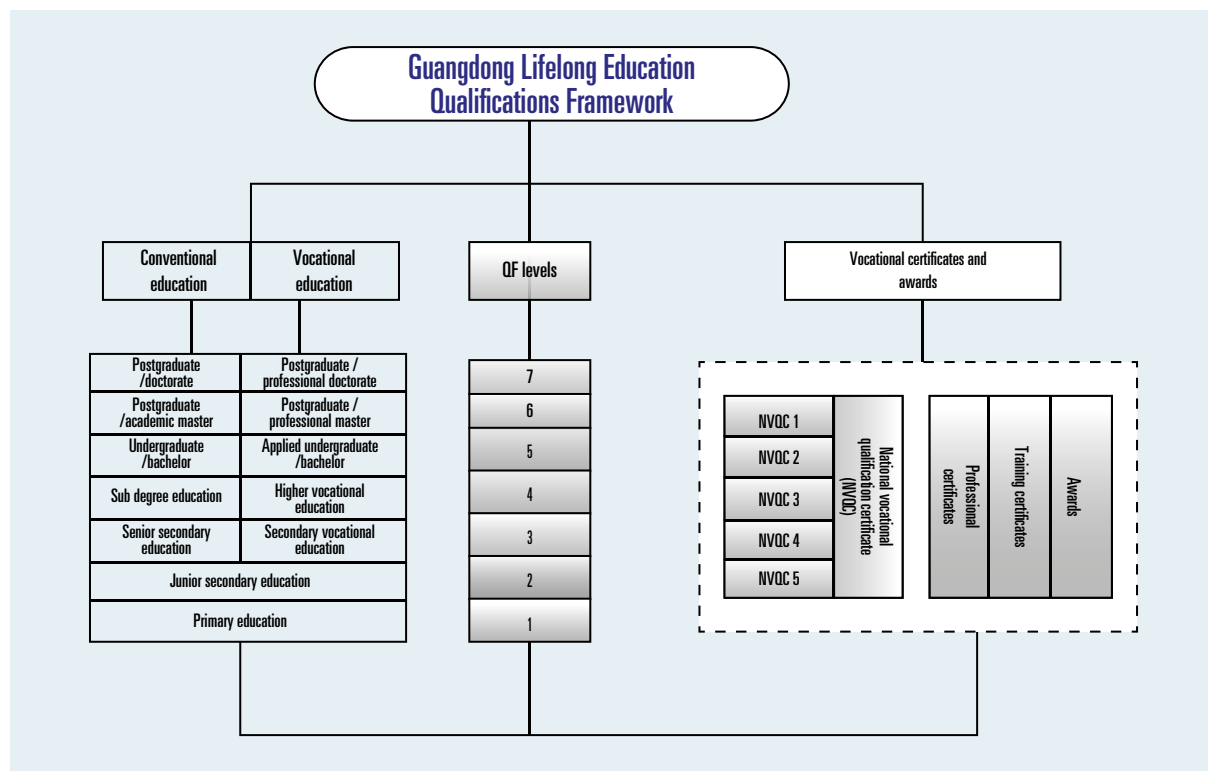 Guangdong Lifelong Education
Qualifications Framework
Conventional
education
Vocational
education
QF levels
Vocational certificates and
awards
Postgraduate
/doctorate
Postgraduate /
professional doctorate
Postgraduate
/academic master
Postgraduate /
professional master
Undergraduate
/bachelor
Applied undergraduate
/bachelor
Sub degree education
Higher vocational
education
Senior secondary
education
Secondary vocational
education
Junior secondary education
Primary education
7
6
5
4
3
2
1
NVQC 1
NVQC 2
NVQC 3
NVQC 4
NVQC 5
National vocational
qualification certificate
(NVQC)
Professional
certificates
Training certificates
Awards